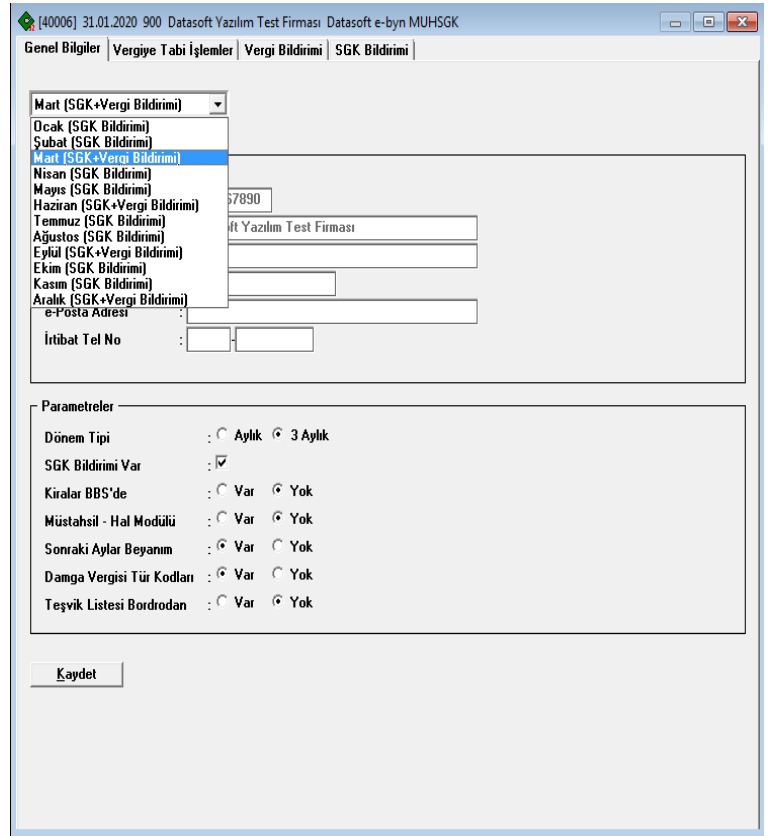 [40006] 31.01.2020 900 Datasoft Yazılım Test Firması Datasoft e-byn MUHSGK
Genel Bilgiler Vergiye Tabi İşlemler Vergi Bildirimi SGK Bildirimi
Mart (SGK+Vergi Bildirimi)
Ocak (SGK Bildirimi)
Şubat (SGK Bildirimi)
Mart (SGK+Vergi Bildirimi)
Nisan (SGK Bildirimi)
Mayıs (SGK Bildirimi)
Haziran (SGK+Vergi Bildirimi) 67890
Temmuz (SGK Bildirimi) oft Yazılım Test Firması
Ağustos (SGK Bildirimi)
Eylül (SGK+Vergi Bildirimi)
Ekim (SGK Bildirimi)
Kasım (SGK Bildirimi)
Aralık (SGK+Vergi Bildirimi)
e-Posta Adresi :
İrtibat Tel No : -
Parametreler
Dönem Tipi : Aylık 3 Aylık
SGK Bildirimi Var :
Kiralar BBS'de : Var Yok
Müstahsil - Hal Modülü : Var Yok
Sonraki Aylar Beyanım : Var Yok
Damga Vergisi Tür Kodları : Var Yok
Teşvik Listesi Bordrodan : Var Yok
Kaydet